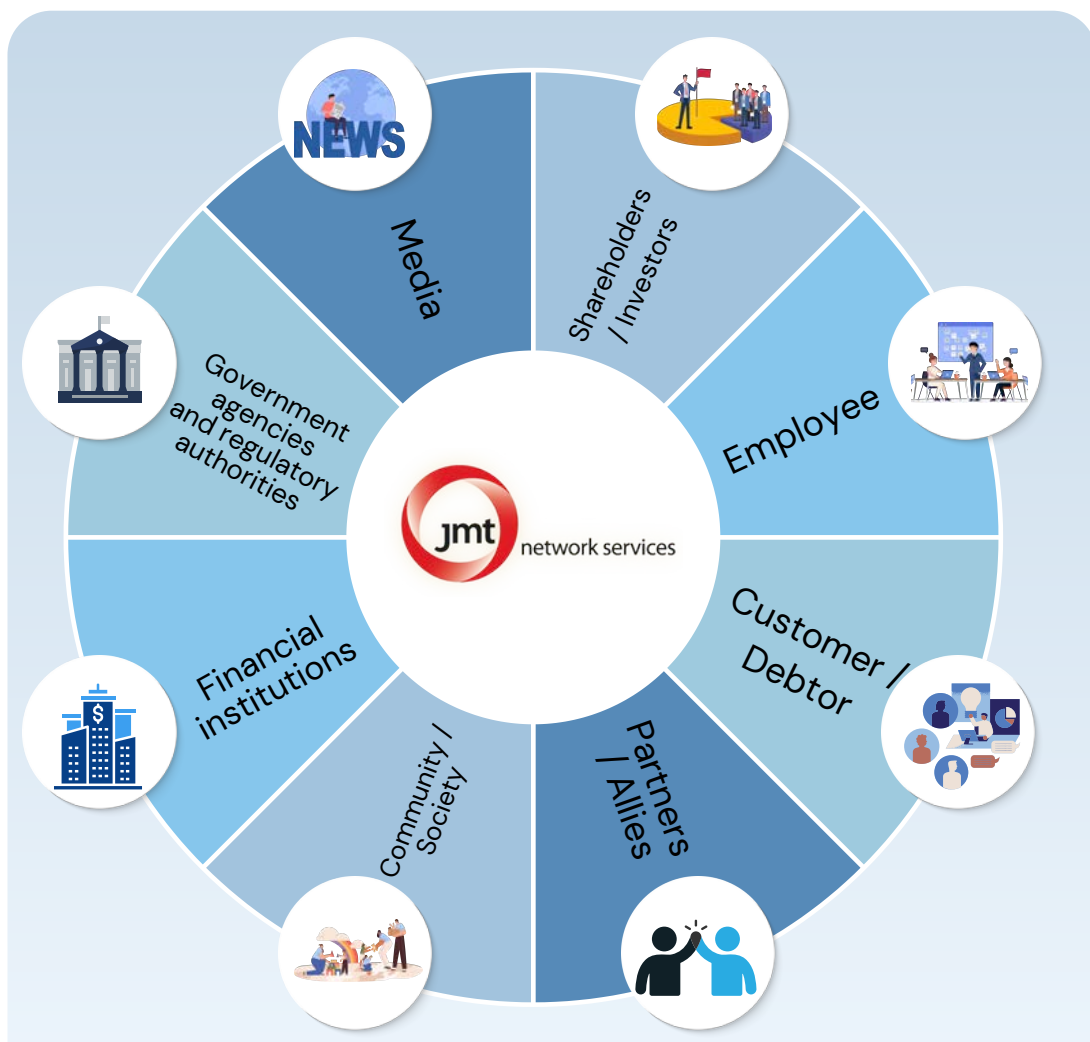 NEWS
Media
Shareholders
/ Investors
Employee
Customer /
Debtor
Partners
/ Allies
Community /
Society
Financial
institutions
$
Government
agencies
and regulatory
authorities
jmt
network services